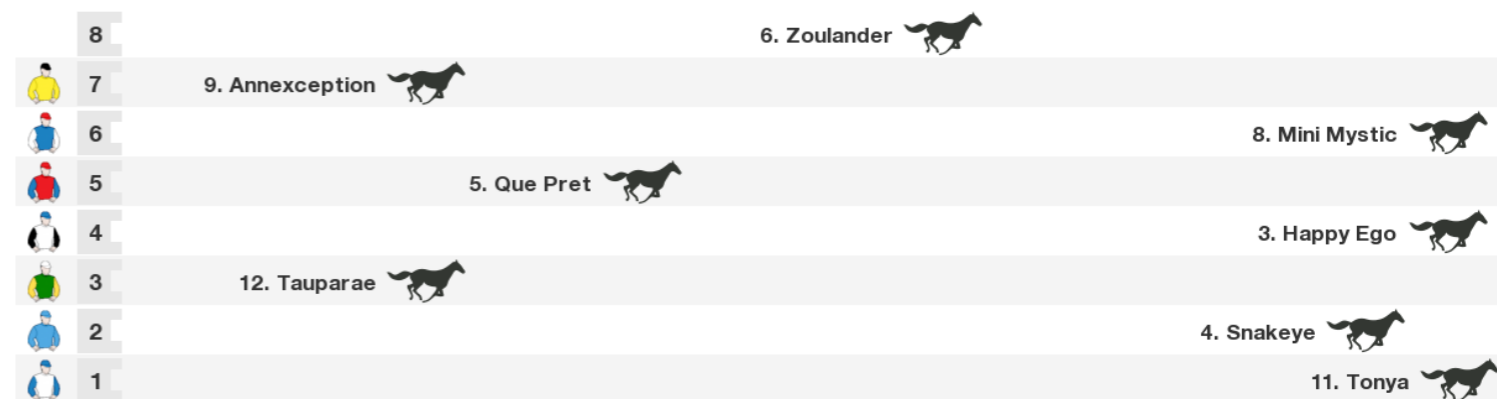 8 6. Zoulander
7 9. Annexception
6 8. Mini Mystic
5 5. Que Pret
4 3. Happy Ego
3 12. Tauparae
2 4. Snakeye
1 11. Tonya